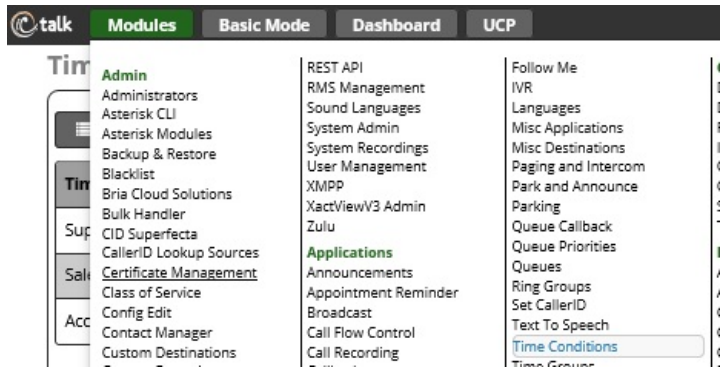 talk
Modules
Basic Mode
Dashboard
UCP
Tim
Tim
Sup
Sale
Acc
Admin
Administrators
Asterisk CLI
Asterisk Modules
Backup & Restore
Blacklist
Bria Cloud Solutions
Bulk Handler
CID Superfecta
CallerID Lookup Sources
Certificate Management
Class of Service
Config Edit
Contact Manager
Custom Destinations
REST API
RMS Management
Sound Languages
System Admin
System Recordings
User Management
XMPP
XactViewV3 Admin
Zulu
Applications
Announcements
Appointment Reminder
Broadcast
Call Flow Control
Call Recording
Follow Me
IVR
Languages
Misc Applications
Misc Destinations
Paging and Intercom
Park and Announce
Parking
Queue Callback
Queue Priorities
Queues
Ring Groups
Set CallerID
Text To Speech
Time Conditions
Time Groups